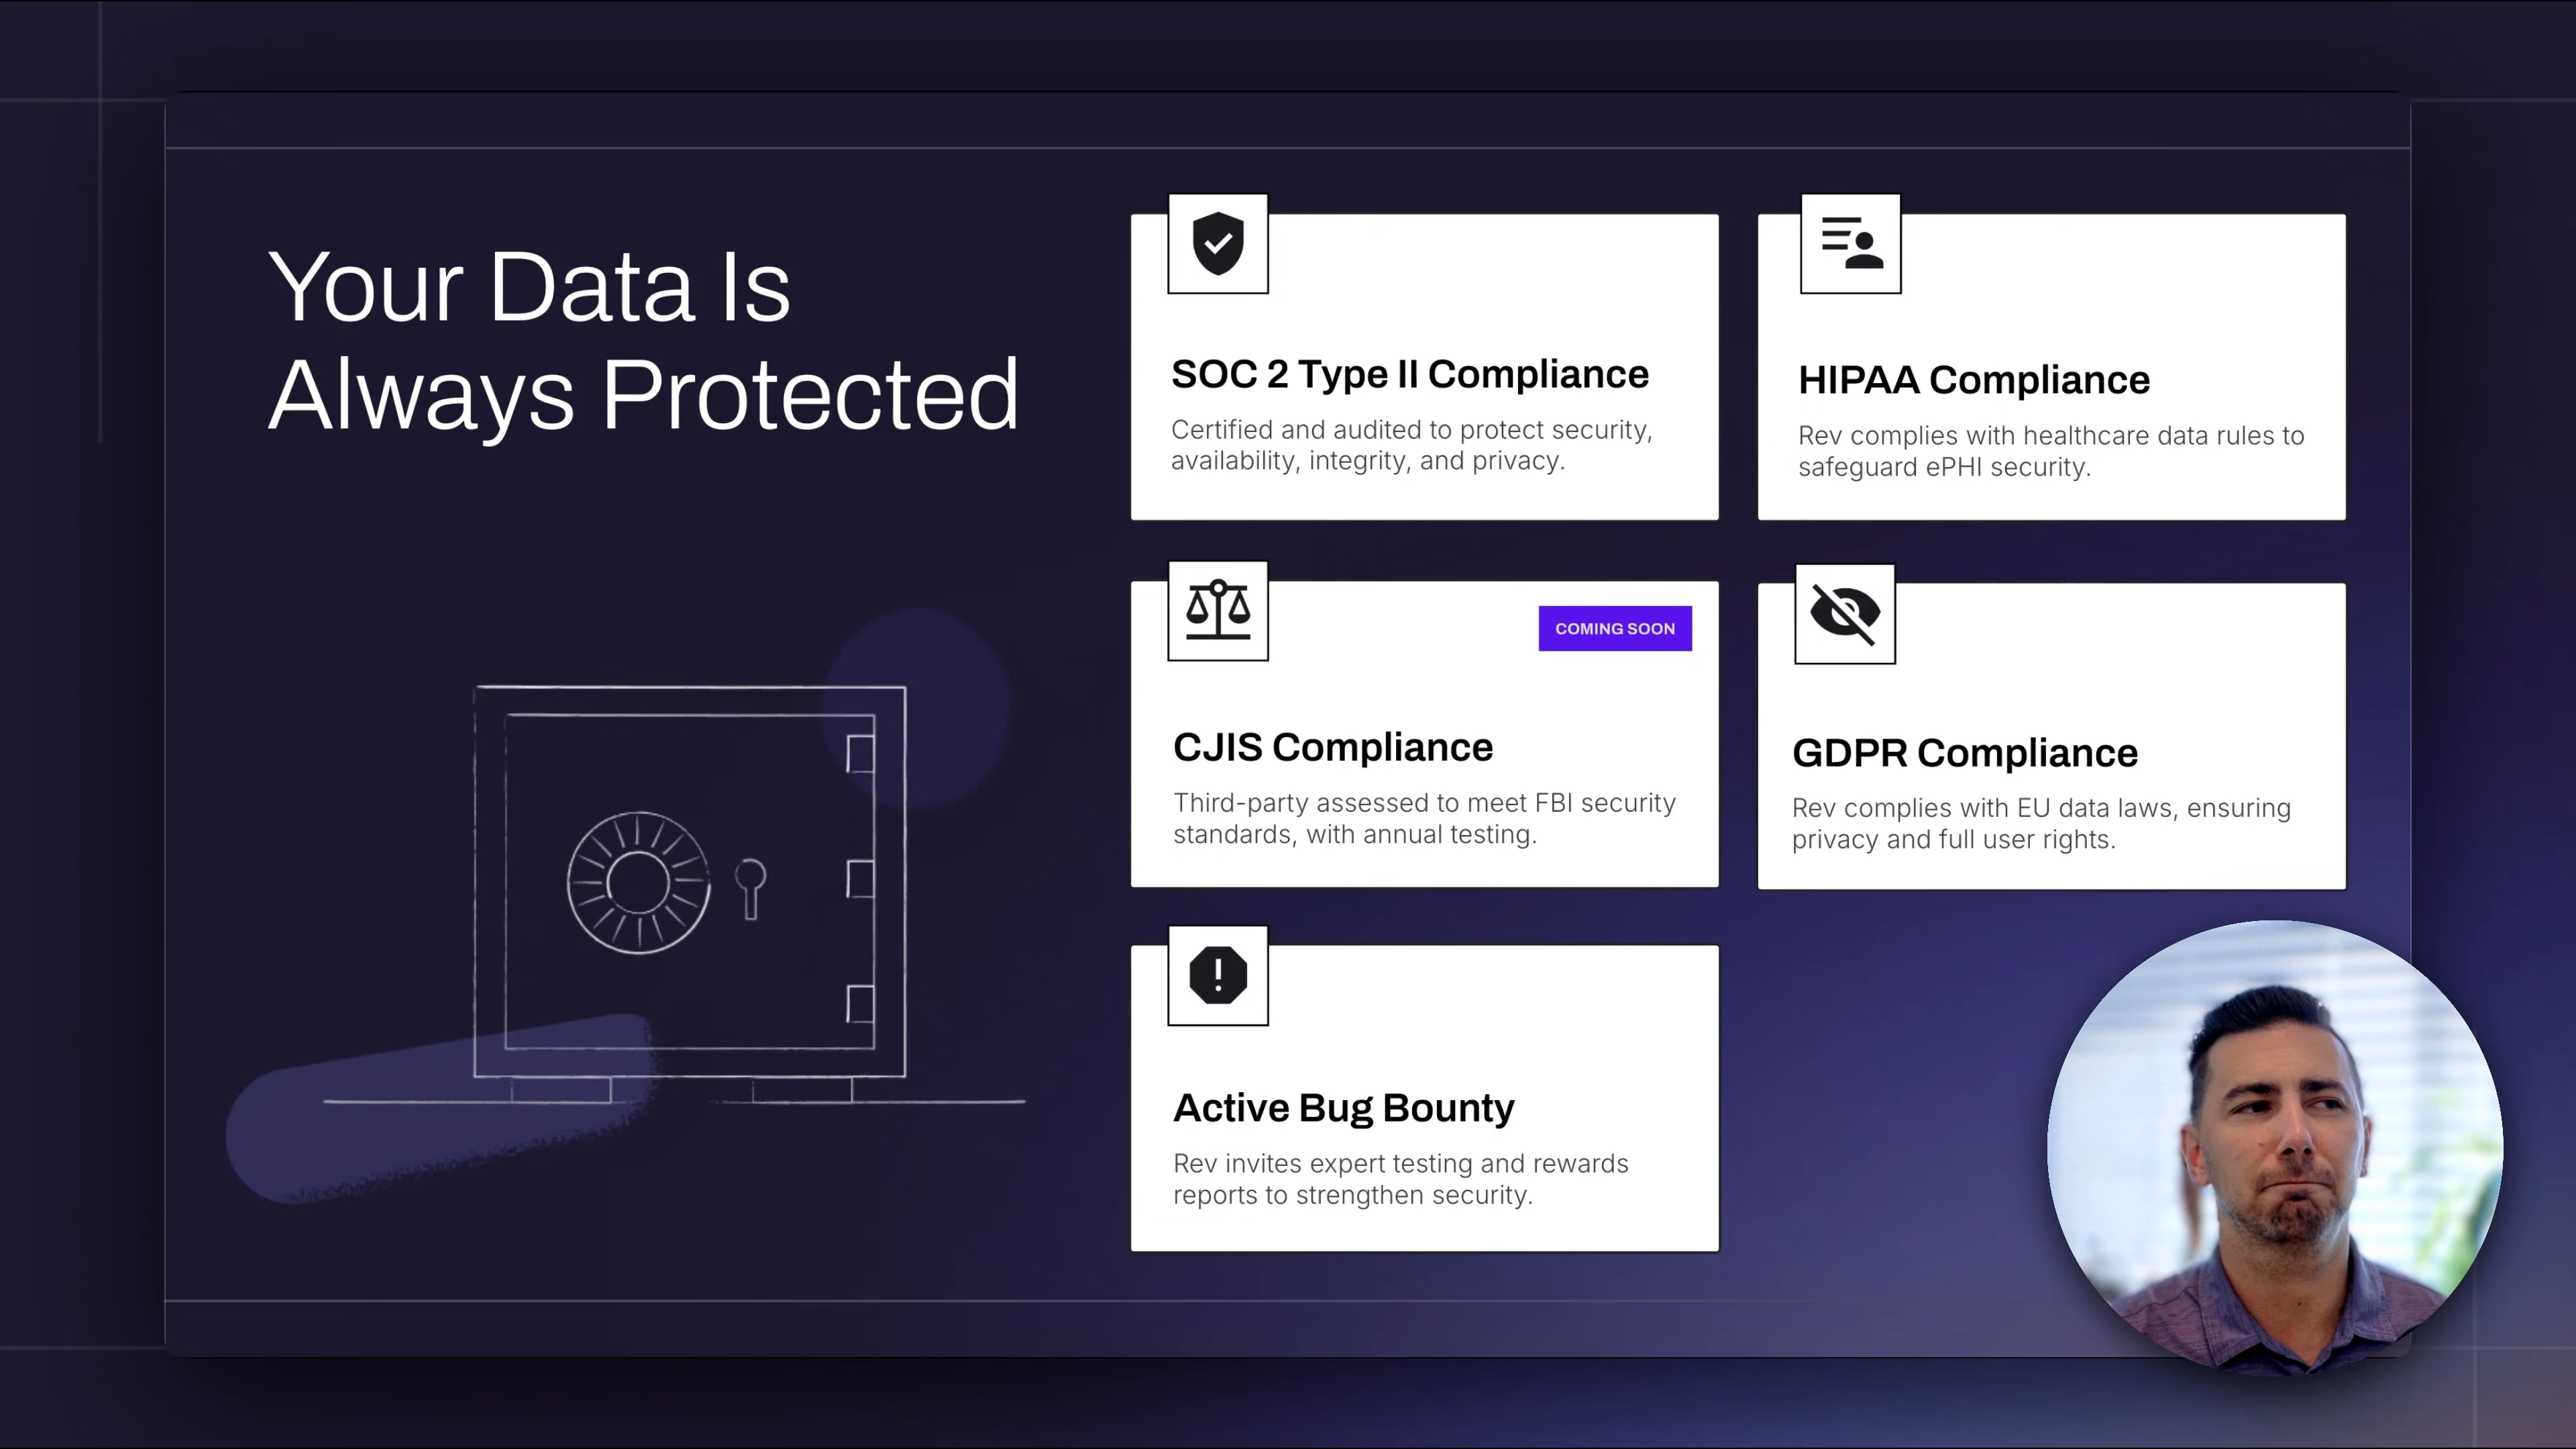 Your Data Is
Always Protected
SOC 2 Type II Compliance
Certified and audited to protect security,
availability, integrity, and privacy.
HIPAA Compliance
Rev complies with healthcare data rules to
safeguard ePHI security.
COMING SOON
CJIS Compliance
Third-party assessed to meet FBI security
standards, with annual testing.
GDPR Compliance
Rev complies with EU data laws, ensuring
privacy and full user rights.
Active Bug Bounty
Rev invites expert testing and rewards
reports to strengthen security.